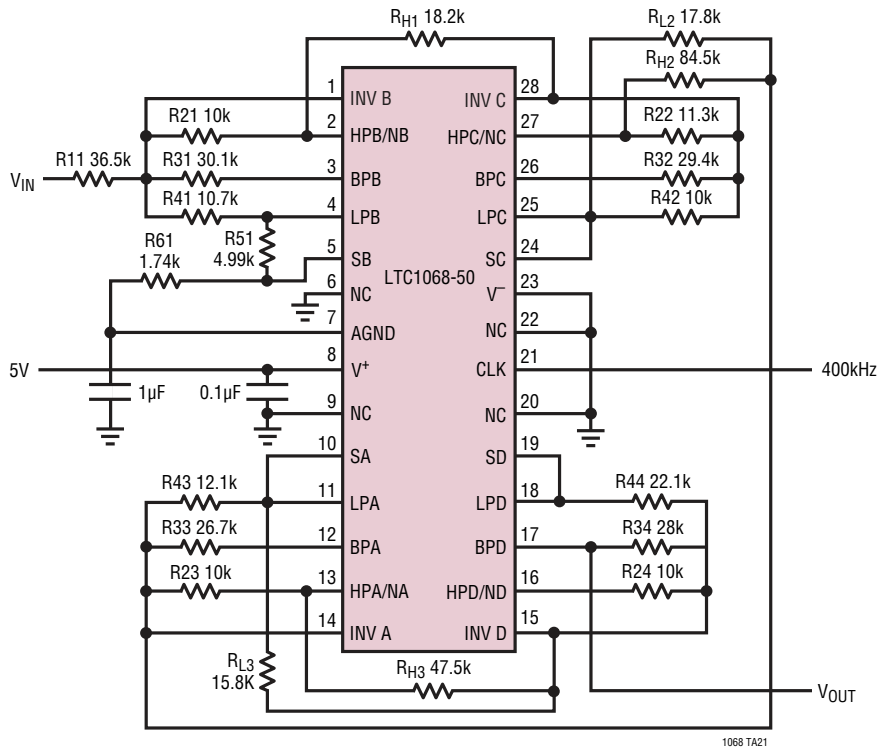 RH1 18.2k
RL2 17.8k
RH2 84.5k
1
INV B
INV C
28
R21 10k
2
HPB/NB
HPC/NC
27
R22 11.3k
R11 36.5k
VIN
R31 30.1k
3
BPB
BPC
26
R32 29.4k
R41 10.7k
4
LPB
LPC
25
R42 10k
R61
1.74k
R51
4.99k
5
SB
SC
24
LTC1068-50
6
NC
V–
23
7
AGND
NC
22
5V
8
V+
CLK
21
400kHz
1µF
0.1µF
9
NC
NC
20
10
SA
SD
19
R43 12.1k
11
LPA
LPD
18
R44 22.1k
R33 26.7k
12
BPA
BPD
17
R34 28k
R23 10k
13
HPA/NA
HPD/ND
16
R24 10k
14
INV A
INV D
15
RL3
15.8K
RH3 47.5k
VOUT
1068 TA21